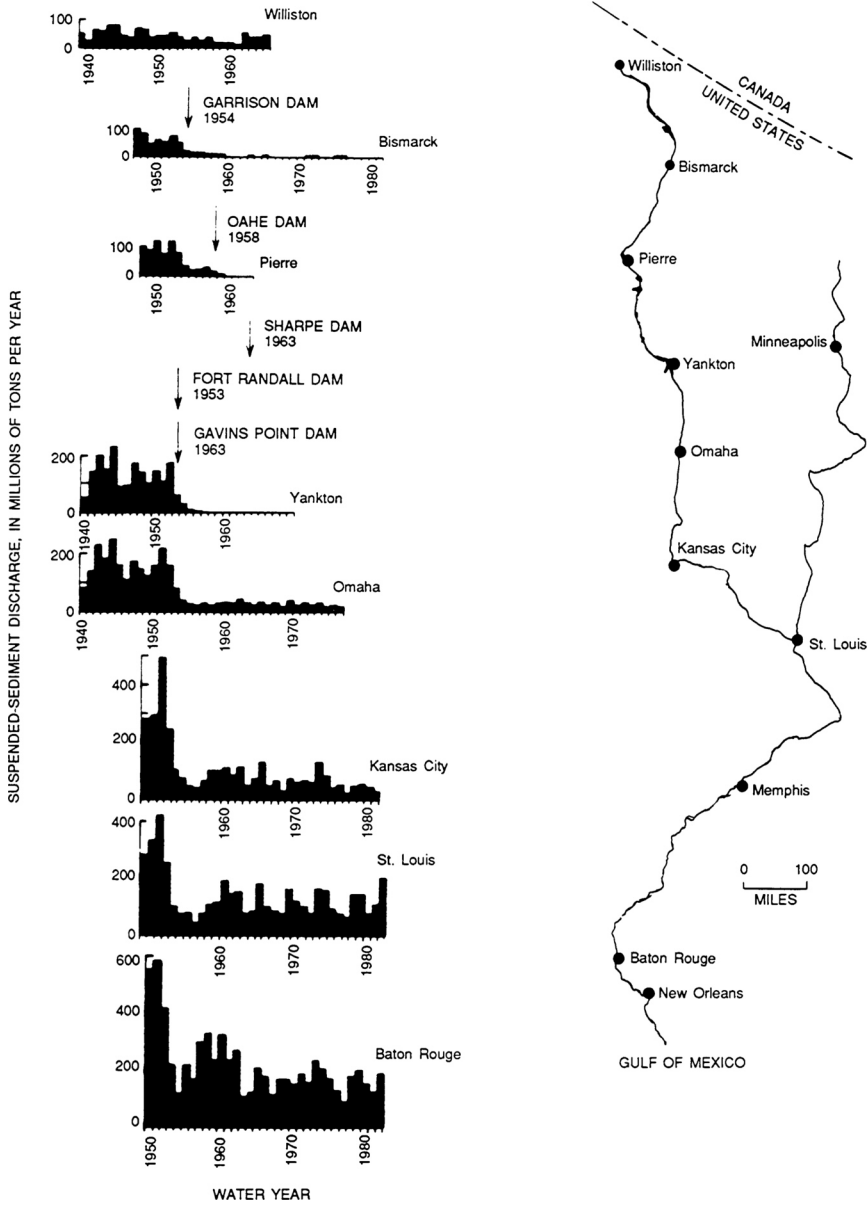 SUSPENDED-SEDIMENT DISCHARGE, IN MILLIONS OF TONS PER YEAR
Williston
100
0
1940
1950
1960
GARRISON DAM
1954
Bismarck
100
0
1950
1960
1970
1980
OAHE DAM
1958
Pierre
100
0
1950
1960
SHARPE DAM
1963
FORT RANDALL DAM
1953
GAVINS POINT DAM
1963
Yankton
200
0
1940
1950
1960
Omaha
200
0
1940
1950
1960
1970
Kansas City
400
200
0
1960
1970
1980
St. Louis
400
200
0
1960
1970
1980
Baton Rouge
600
400
200
0
1950
1960
1970
1980
WATER YEAR
CANADA
UNITED STATES
Williston
Bismarck
Pierre
Minneapolis
Yankton
Omaha
Kansas City
St. Louis
Memphis
0 100
MILES
Baton Rouge
New Orleans
GULF OF MEXICO